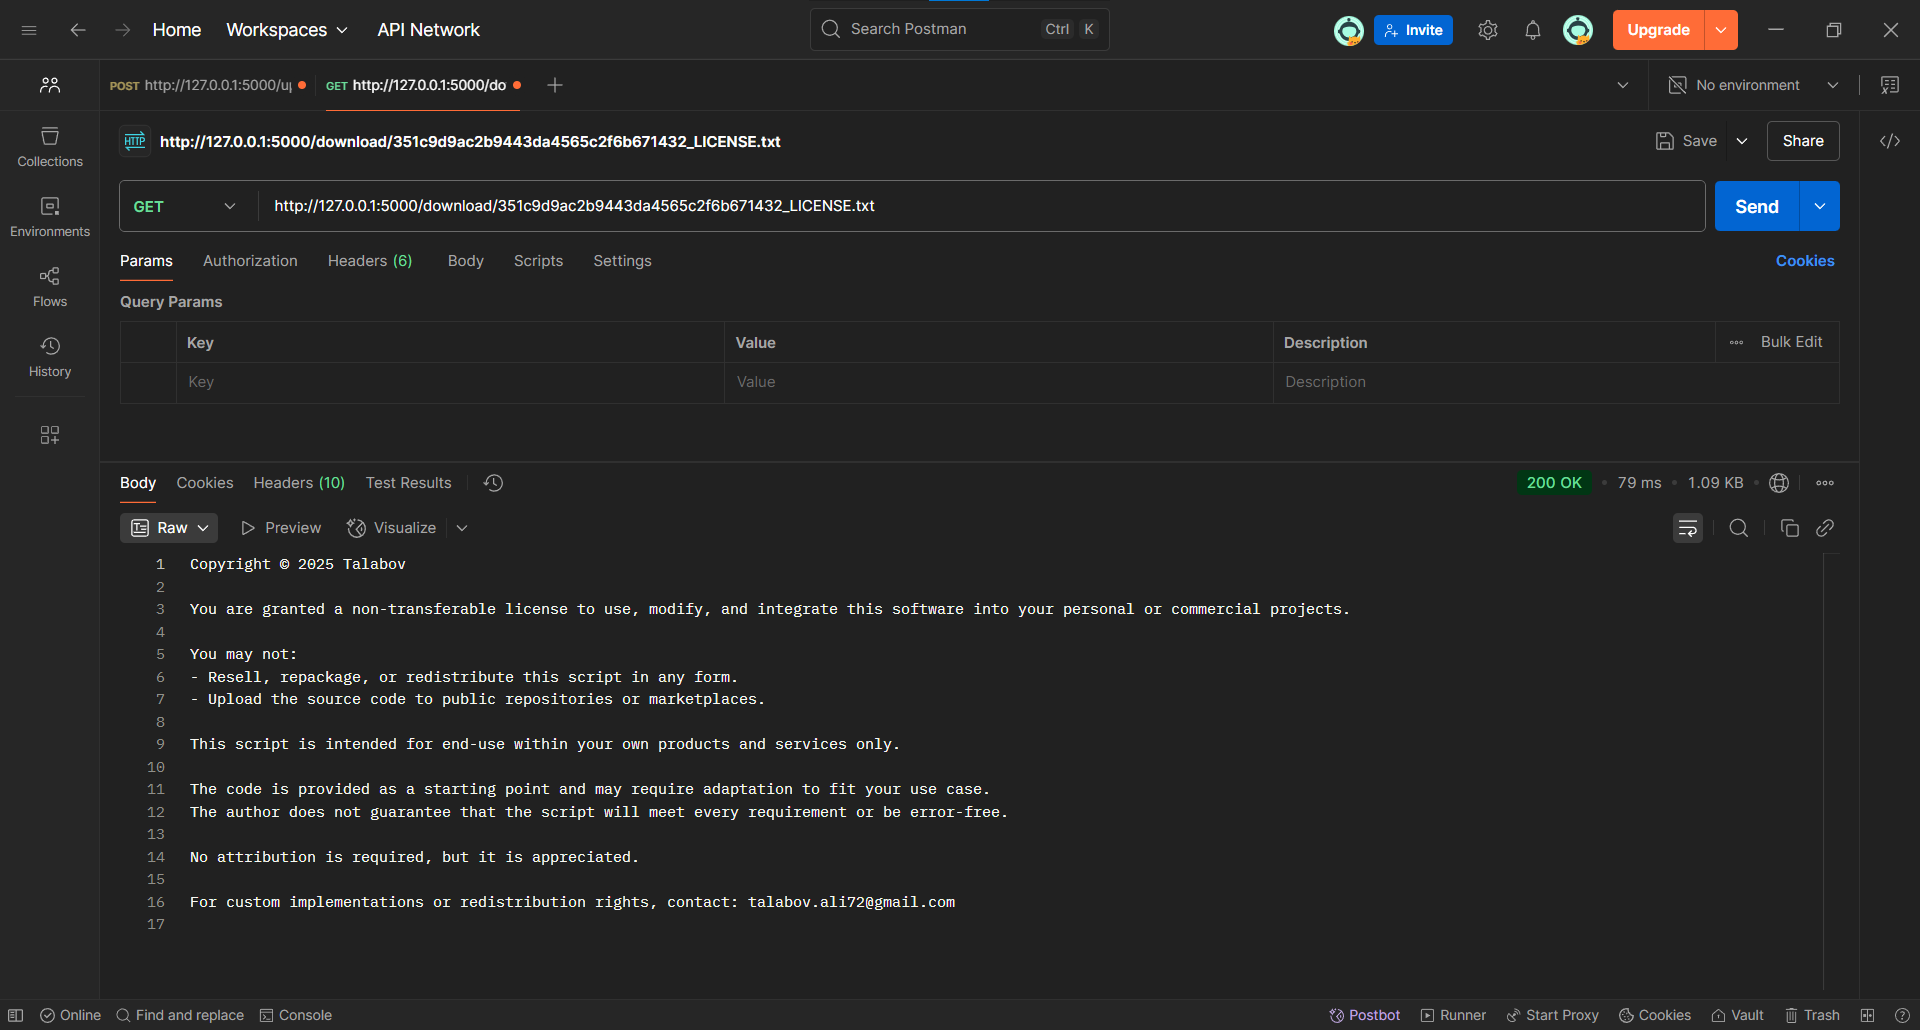 Home
Workspaces
API Network
Search Postman
Ctrl
K
Invite
Upgrade
POST http://127.0.0.1:5000/u
GET http://127.0.0.1:5000/do
No environment
Collections
Environments
Flows
History
HTTP
http://127.0.0.1:5000/download/351c9d9ac2b9443da4565c2f6b671432_LICENSE.txt
Save
Share
GET
http://127.0.0.1:5000/download/351c9d9ac2b9443da4565c2f6b671432_LICENSE.txt
Send
Params
Authorization
Headers (6)
Body
Scripts
Settings
Cookies
Query Params
Key
Value
Description
Bulk Edit
Key
Value
Description
Body
Cookies
Headers (10)
Test Results
200 OK
79 ms
1.09 KB
Raw
Preview
Visualize
1 Copyright © 2025 Talabov
2
3 You are granted a non-transferable license to use, modify, and integrate this software into your personal or commercial projects.
4
5 You may not:
6 - Resell, repackage, or redistribute this script in any form.
7 - Upload the source code to public repositories or marketplaces.
8
9 This script is intended for end-use within your own products and services only.
10
11 The code is provided as a starting point and may require adaptation to fit your use case.
12 The author does not guarantee that the script will meet every requirement or be error-free.
13
14 No attribution is required, but it is appreciated.
15
16 For custom implementations or redistribution rights, contact: talabov.ali72@gmail.com
17
Online
Find and replace
Console
Postbot
Runner
Start Proxy
Cookies
Vault
Trash